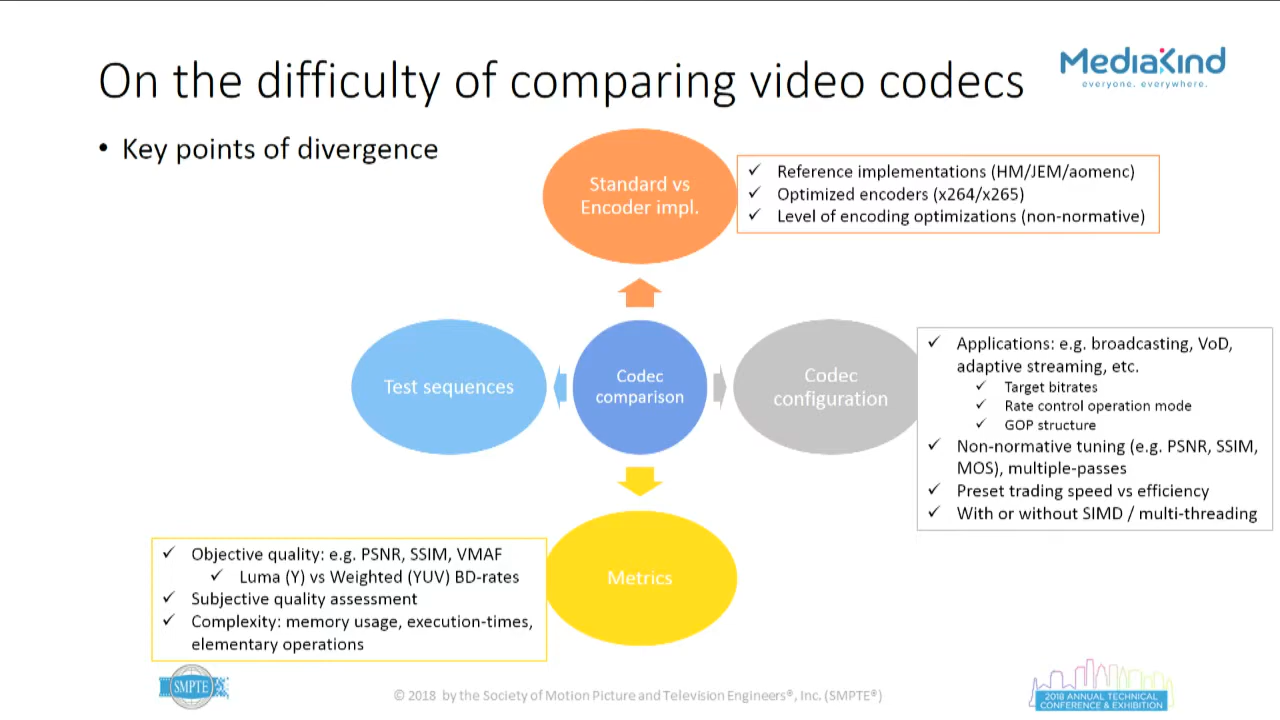 On the difficulty of comparing video codecs
MediaKind
everyone. everywhere.
• Key points of divergence
Standard vs
Encoder impl.
✓ Reference implementations (HM/JEM/aomenc)
✓ Optimized encoders (x264/x265)
✓ Level of encoding optimizations (non-normative)
Test sequences
Codec
comparison
Codec
configuration
✓ Applications: e.g. broadcasting, VoD,
adaptive streaming, etc.
✓ Target bitrates
✓ Rate control operation mode
✓ GOP structure
✓ Non-normative tuning (e.g. PSNR, SSIM,
MOS), multiple-passes
✓ Preset trading speed vs efficiency
✓ With or without SIMD / multi-threading
✓ Objective quality: e.g. PSNR, SSIM, VMAF
✓ Luma (Y) vs Weighted (YUV) BD-rates
✓ Subjective quality assessment
✓ Complexity: memory usage, execution-times,
elementary operations
Metrics
SMPTE
© 2018 by the Society of Motion Picture and Television Engineers®, Inc. (SMPTE®)
2018 ANNUAL TECHNICAL
CONFERENCE & EXHIBITION